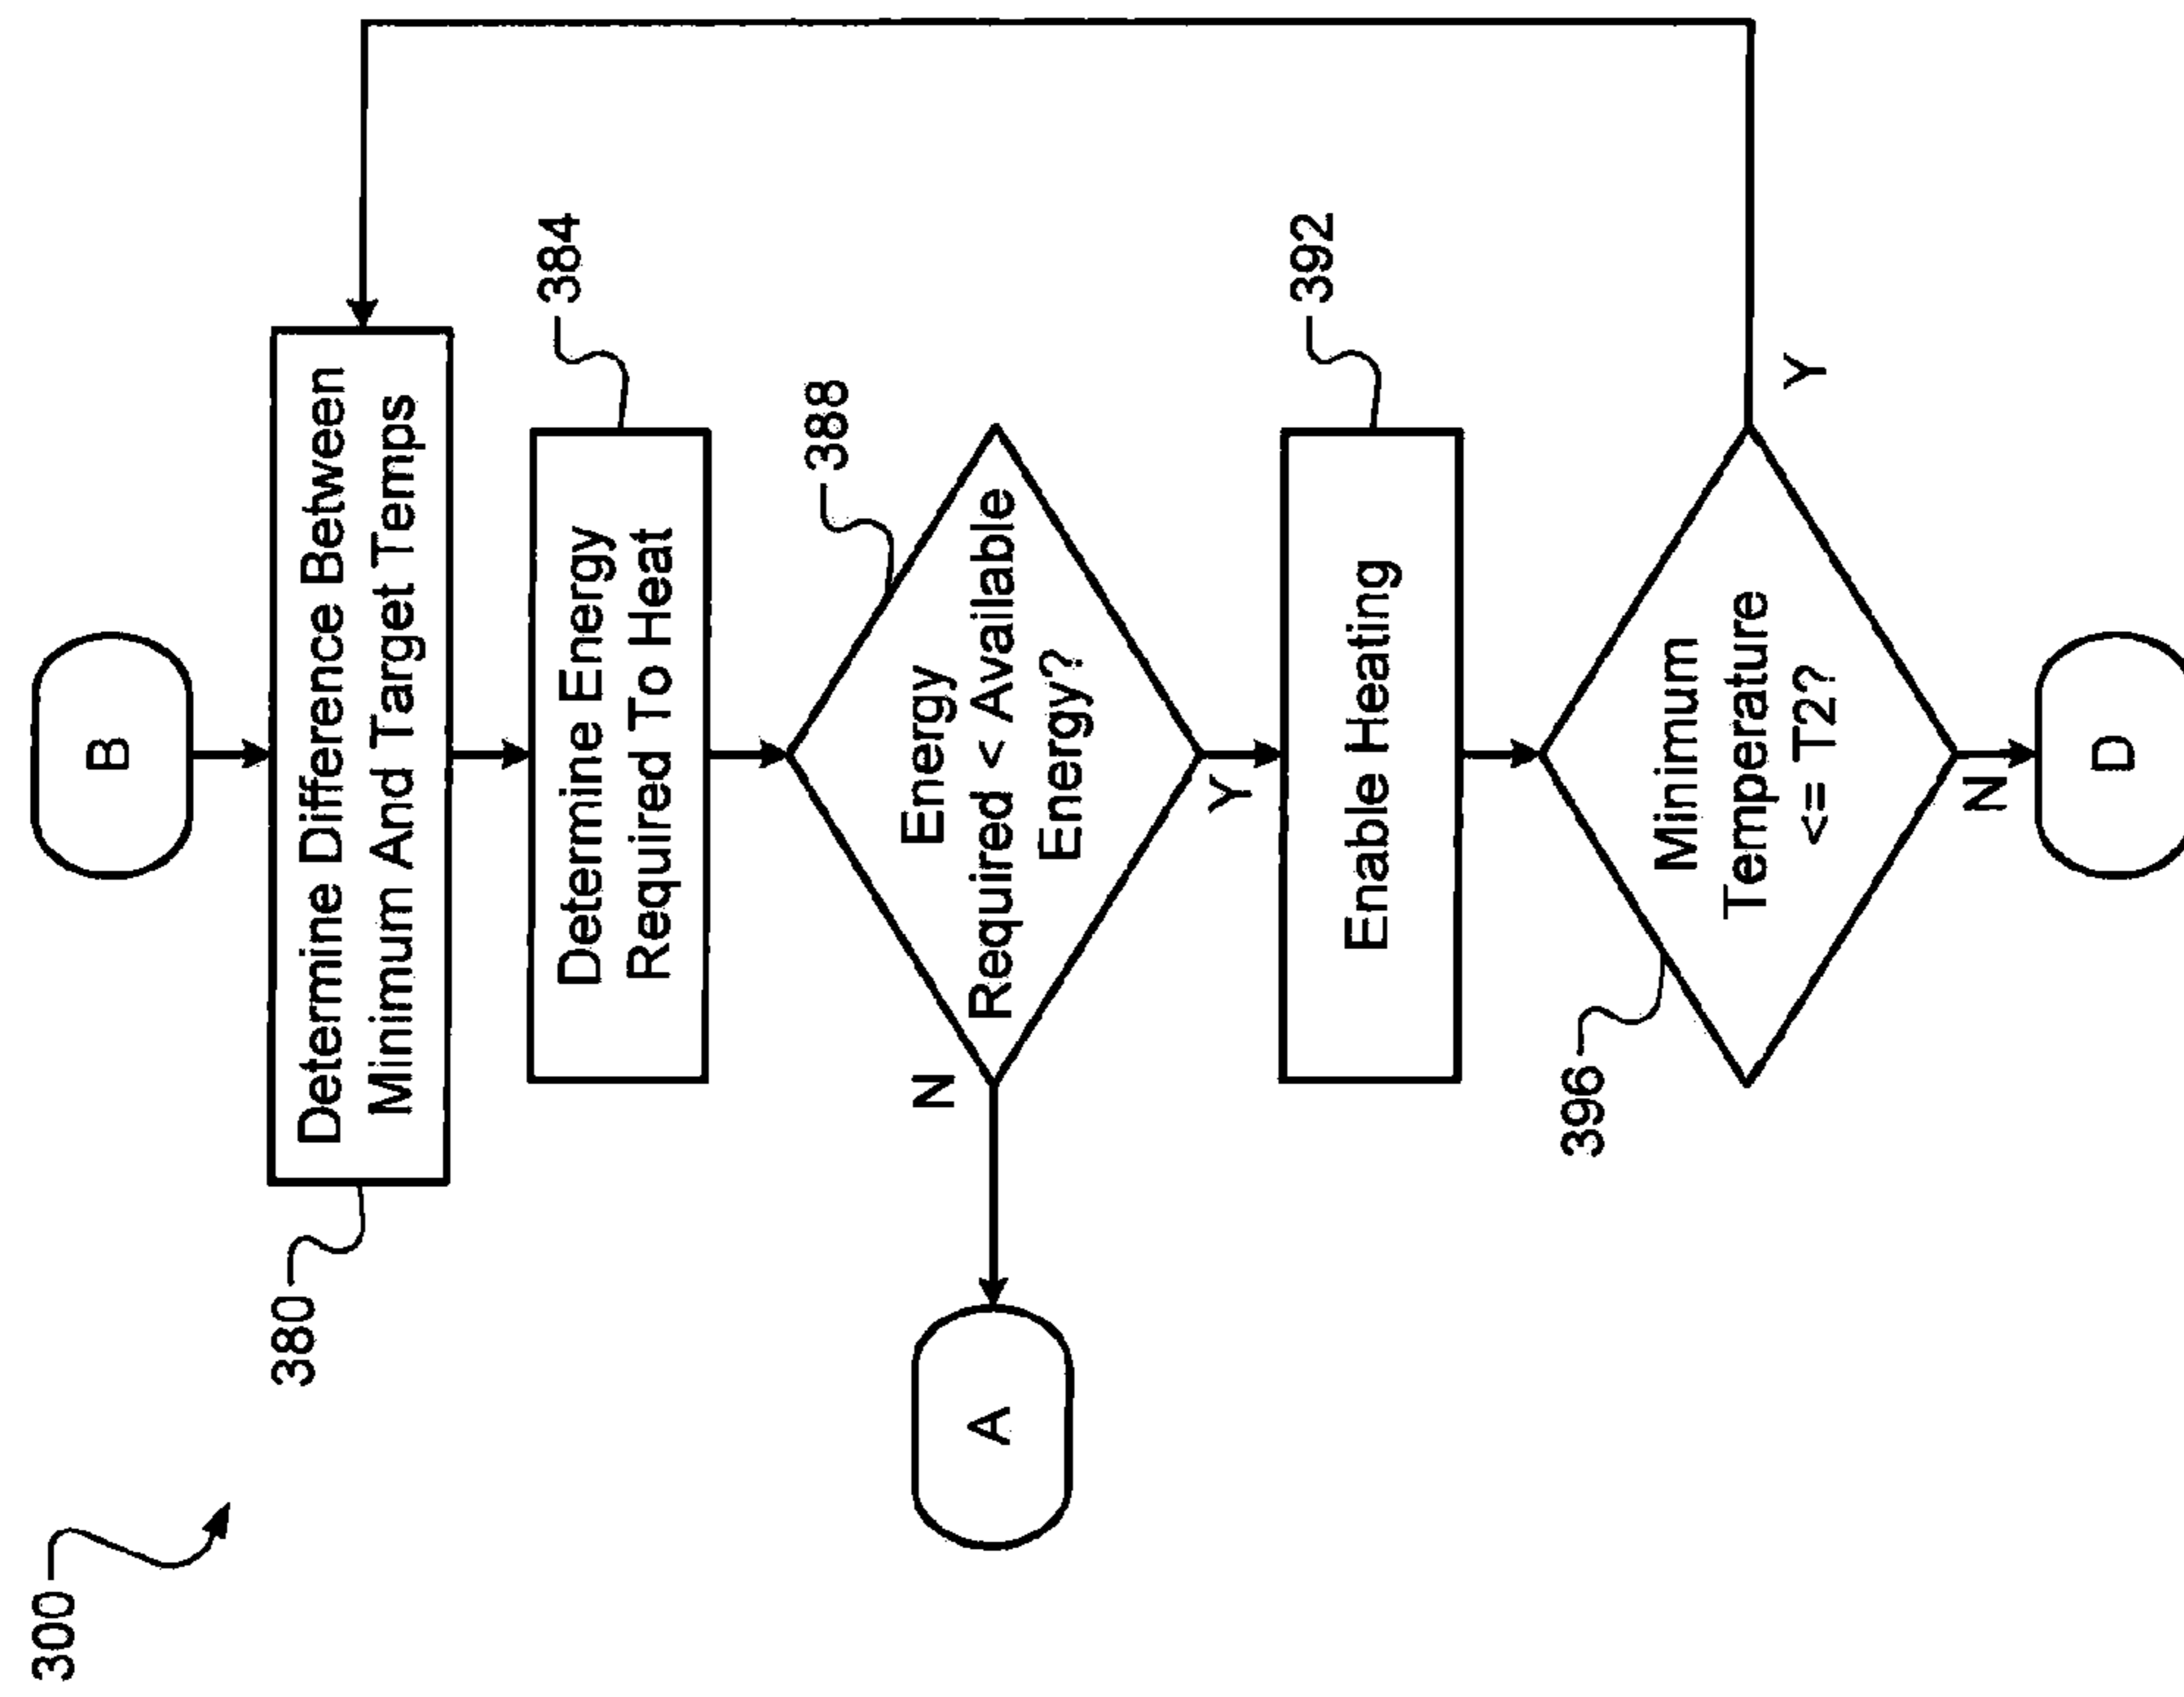 300
B
380
Determine Difference Between
Minimum And Target Temps
384
Determine Energy
Required To Heat
388
Energy
Required < Available
Energy?
N
A
Y
392
Enable Heating
396
Minimum
Temperature
<= T2?
Y
N
D